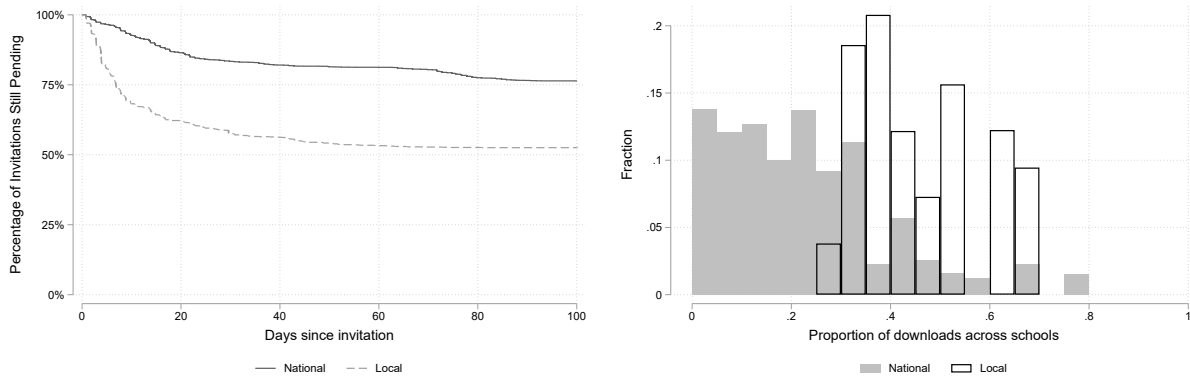 Percentage of Invitations Still Pending
100%
75%
50%
25%
0%
0 20 40 60 80 100
Days since invitation
National Local
Fraction
.2
.15
.1
.05
0
0 .2 .4 .6 .8 1
Proportion of downloads across schools
National Local